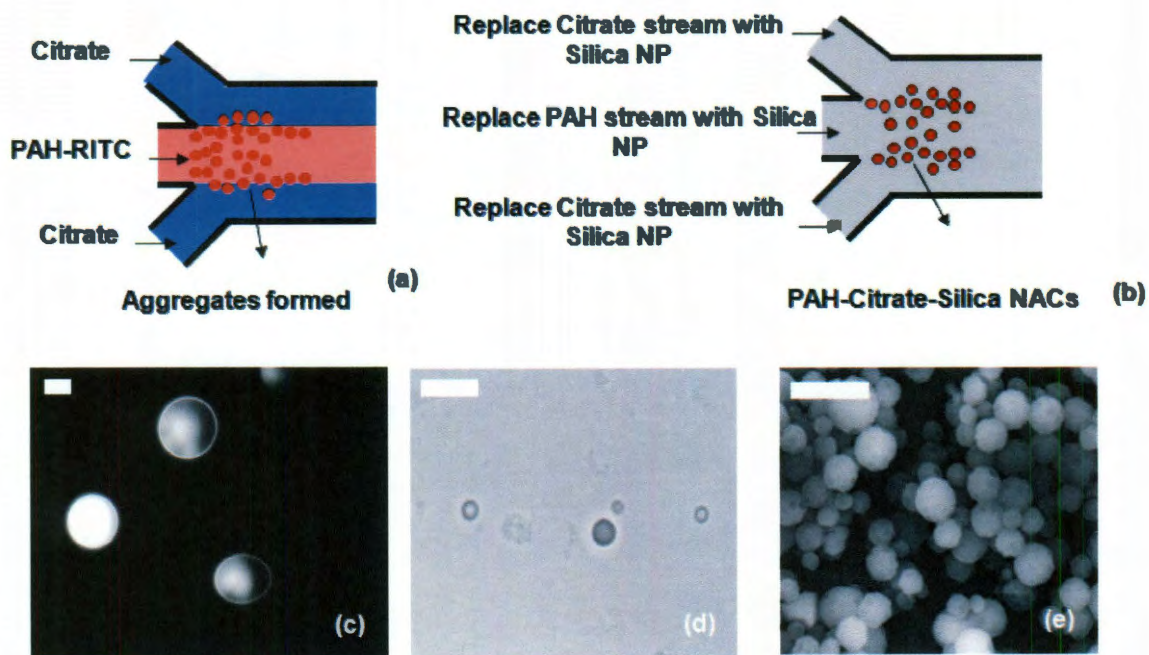 Citrate
PAH-RITC
Citrate
(a)
Aggregates formed
Replace Citrate stream with
Silica NP
Replace PAH stream with Silica
NP
Replace Citrate stream with
Silica NP
PAH-Citrate-Silica NACs
(b)
(c)
(d)
(e)